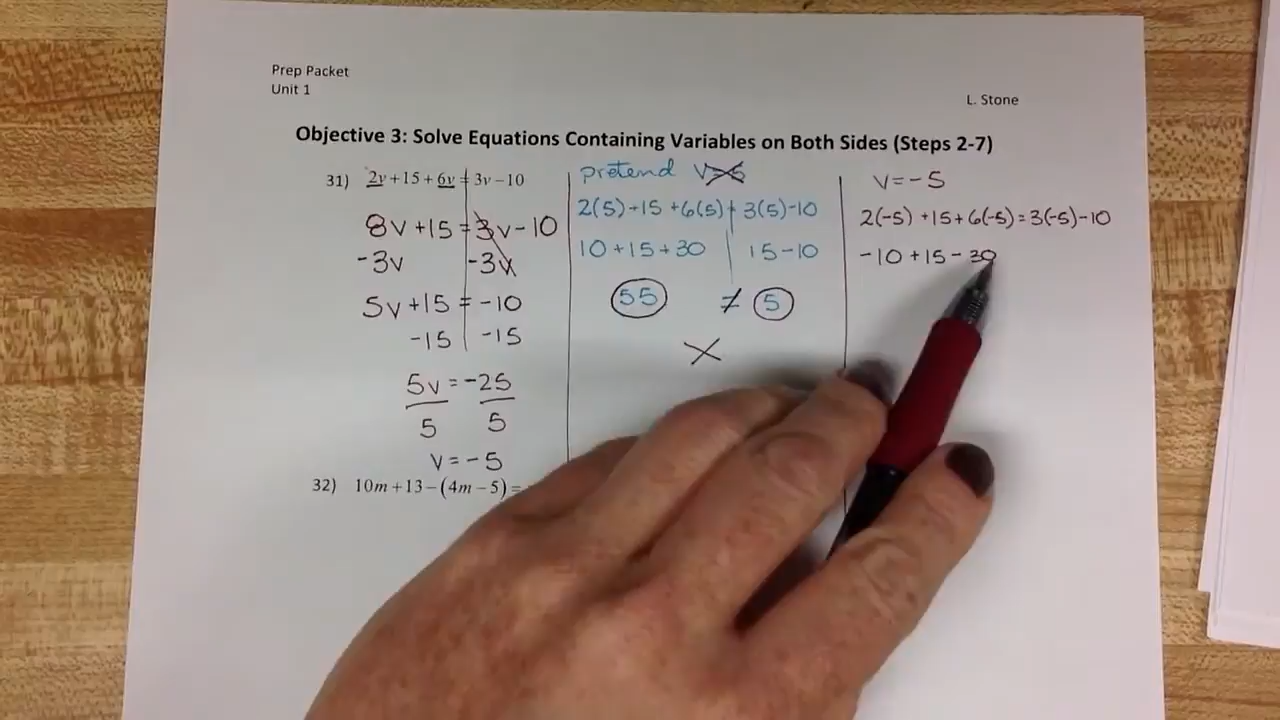 Prep Packet
Unit 1
L. Stone
Objective 3: Solve Equations Containing Variables on Both Sides (Steps 2-7)
31) 2v+15+6v=3v−10
8v+15=3v-10
-3v -3v
5v+15=-10
-15 -15
5v=-25
5 5
v=-5
pretend v=5
2(5)+15+6(5)+3(5)-10
10+15+30 15-10
55 ≠ 5
X
v=-5
2(-5)+15+6(-5)=3(-5)-10
-10+15-30
32) 10m+13−(4m−5)=